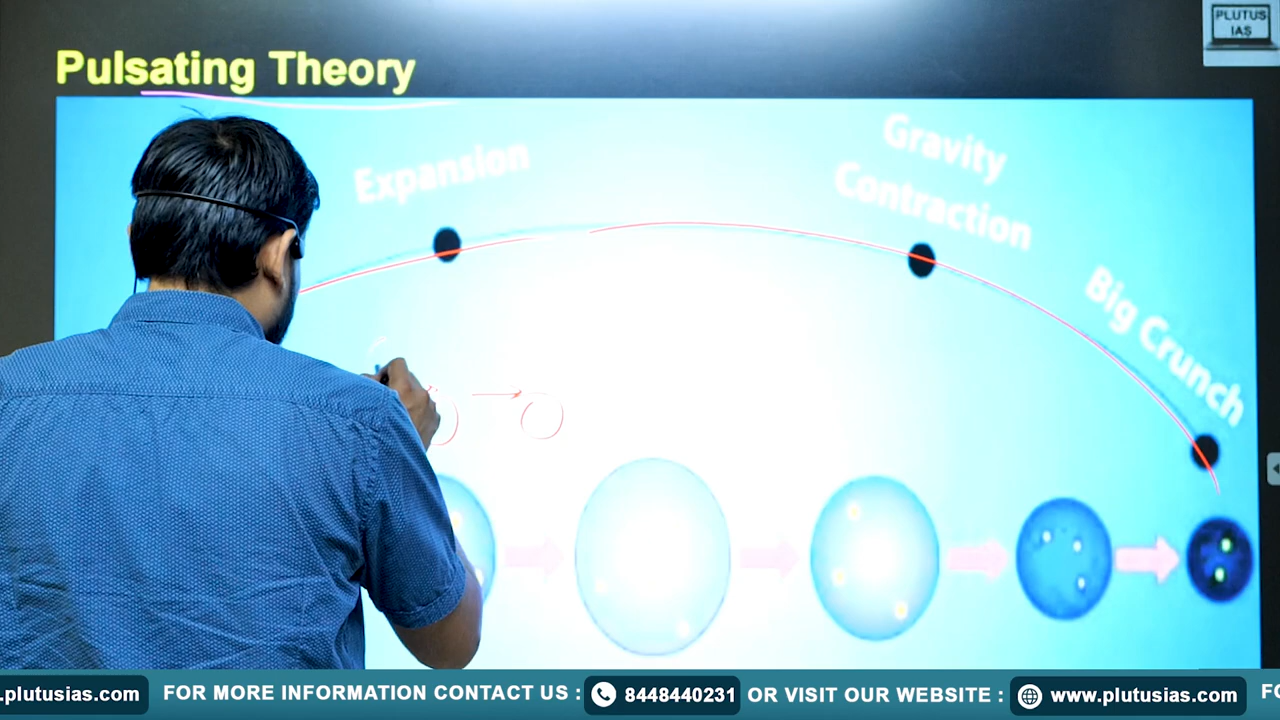 PLUTUS
IAS
Pulsating Theory
Expansion
Gravity
Contraction
Big Crunch
.plutusias.com
FOR MORE INFORMATION CONTACT US :
8448440231
OR VISIT OUR WEBSITE :
www.plutusias.com
FO